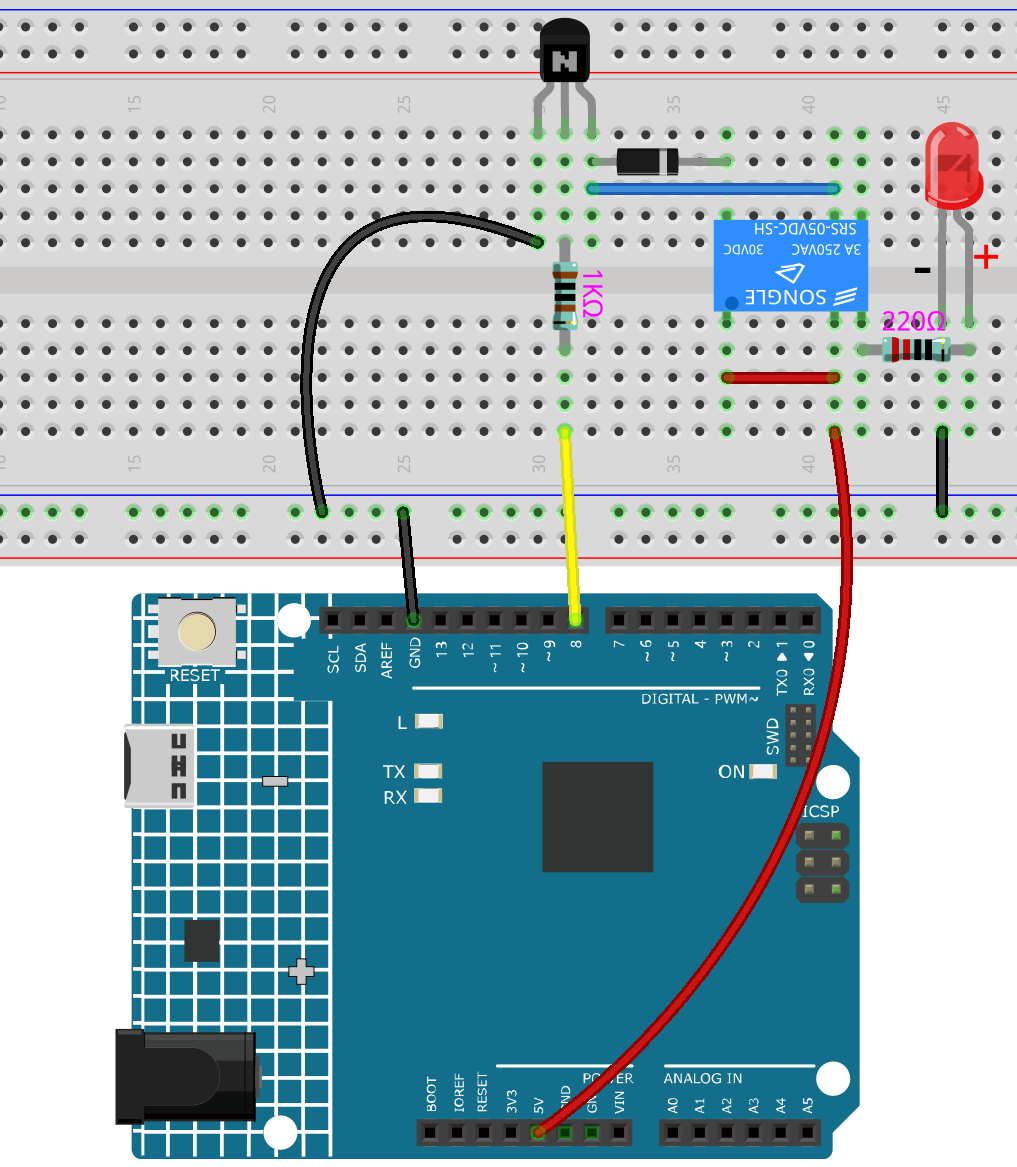 10 15 20 25 30 35 40 45
SRS-05VDC-SH
3A 250VAC 30VDC
SONGLE
1KΩ
- +
220Ω
10 15 20 25 30 35 40 45
SCL SDA AREF GND 13 12 ~11 ~10 ~9 8 7 ~6 ~5 4 ~3 2 TX0▶1 RX0◀0
RESET
DIGITAL - PWM~
L
SWD
TX
ON
RX
ICSP
POWER
ANALOG IN
BOOT IOREF RESET 3V3 5V GND GND VIN A0 A1 A2 A3 A4 A5